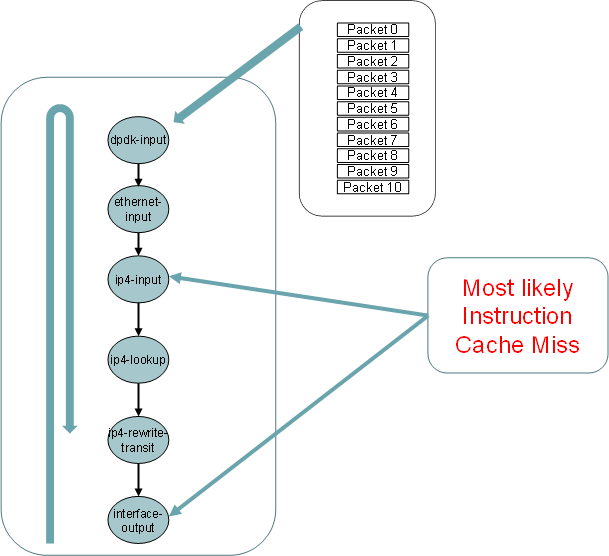 Packet 0
Packet 1
Packet 2
Packet 3
Packet 4
Packet 5
Packet 6
Packet 7
Packet 8
Packet 9
Packet 10
dpdk-input
ethernet-
input
ip4-input
ip4-lookup
ip4-rewrite-
transit
interface-
output
Most likely
Instruction
Cache Miss